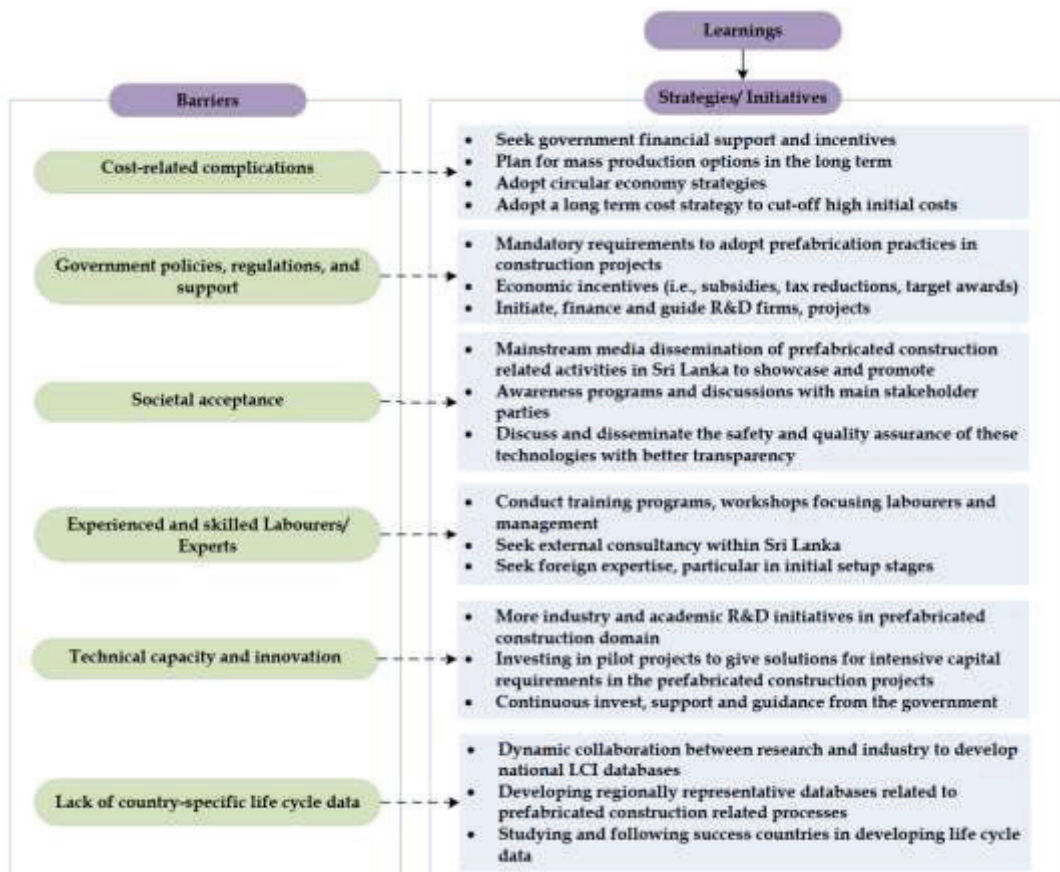 Learnings
Barriers
Strategies/ Initiatives
Cost-related complications
• Seek government financial support and incentives
• Plan for mass production options in the long term
• Adopt circular economy strategies
• Adopt a long term cost strategy to cut-off high initial costs
Government policies, regulations, and
support
• Mandatory requirements to adopt prefabrication practices in
construction projects
• Economic incentives (i.e., subsidies, tax reductions, target awards)
• Initiate, finance and guide R&D firms, projects
Societal acceptance
• Mainstream media dissemination of prefabricated construction
related activities in Sri Lanka to showcase and promote
• Awareness programs and discussions with main stakeholder
parties
• Discuss and disseminate the safety and quality assurance of these
technologies with better transparency
Experienced and skilled Labourers/
Experts
• Conduct training programs, workshops focusing labourers and
management
• Seek external consultancy within Sri Lanka
• Seek foreign expertise, particular in initial setup stages
Technical capacity and innovation
• More industry and academic R&D initiatives in prefabricated
construction domain
• Investing in pilot projects to give solutions for intensive capital
requirements in the prefabricated construction projects
• Continuous invest, support and guidance from the government
Lack of country-specific life cycle data
• Dynamic collaboration between research and industry to develop
national LCI databases
• Developing regionally representative databases related to
prefabricated construction related processes
• Studying and following success countries in developing life cycle
data